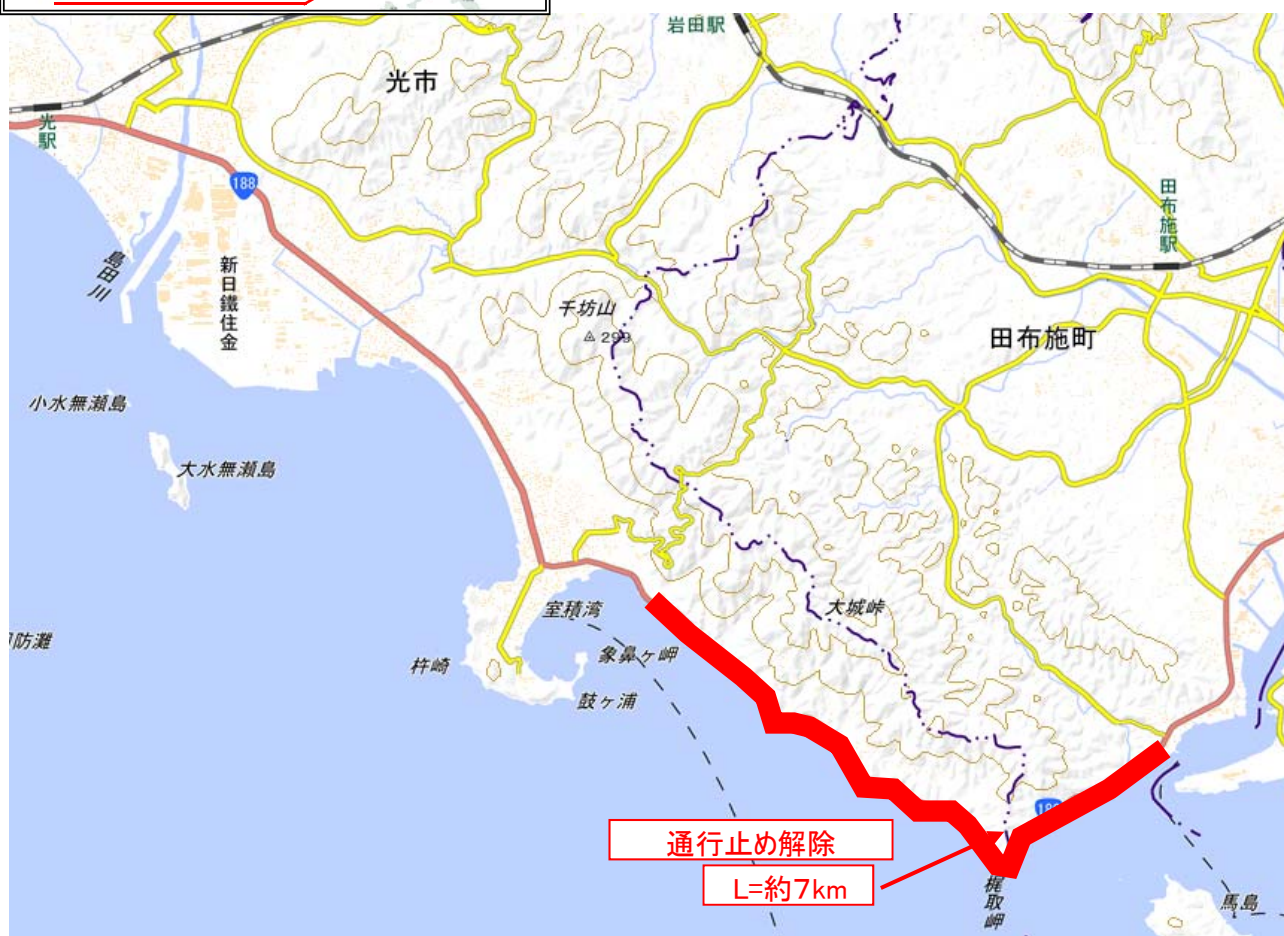 岩田駅
光市
光駅
188
田布施駅
島田川
新日鐵住金
千坊山
299
田布施町
小水無瀬島
大水無瀬島
大城峠
室積湾
防灘
象鼻ヶ岬
杵崎
鼓ヶ浦
188
通行止め解除
L=約7km
梶取岬
馬島